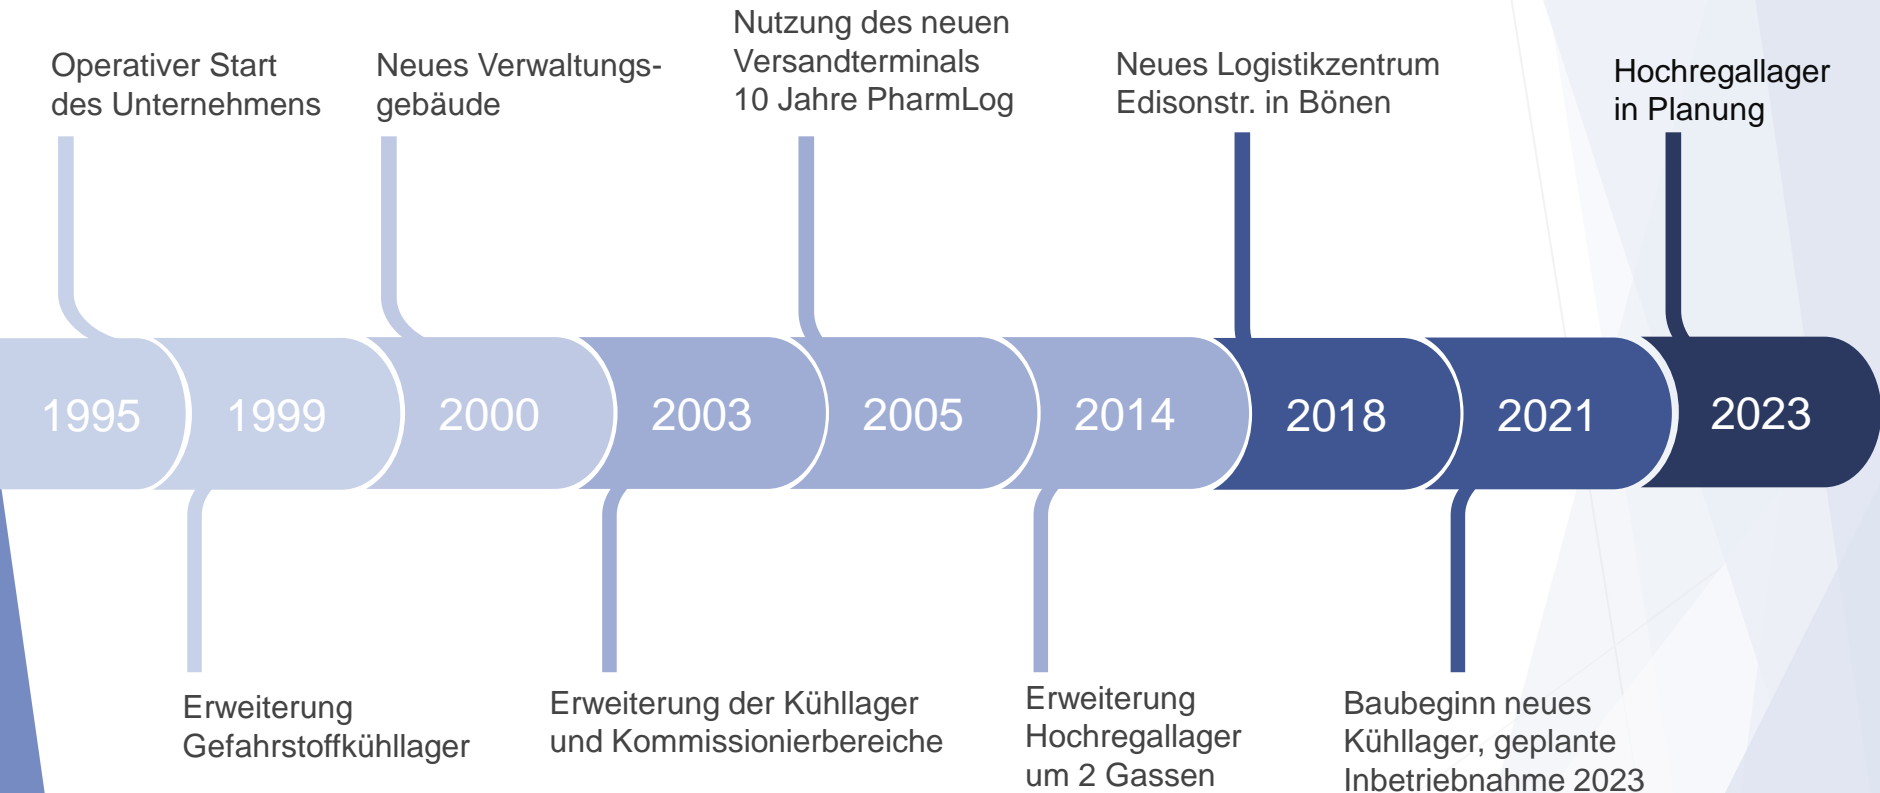 Operativer Start
des Unternehmens
Neues Verwaltungs-
gebäude
Nutzung des neuen
Versandterminals
10 Jahre PharmLog
Neues Logistikzentrum
Edisonstr. in Bönen
Hochregallager
in Planung
1995
1999
2000
2003
2005
2014
2018
2021
2023
Erweiterung
Gefahrstoffkühllager
Erweiterung der Kühllager
und Kommissionierbereiche
Erweiterung
Hochregallager
um 2 Gassen
Baubeginn neues
Kühllager, geplante
Inbetriebnahme 2023